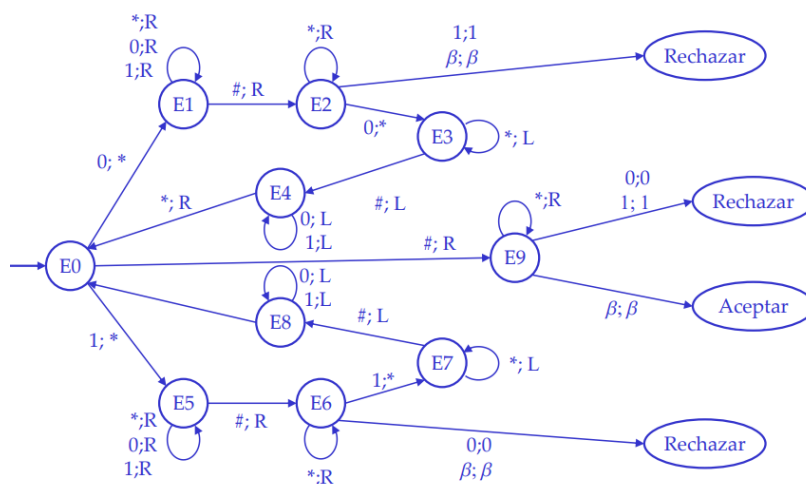 *;R
0;R
1;R
*;R
1;1
β; β
Rechazar
E1
#; R
E2
0;*
E3
*; L
0; *
*; R
E4
#; L
0; L
1;L
*;R
0;0
1; 1
Rechazar
E0
#; R
E9
0; L
1;L
E8
#; L
β; β
Aceptar
1; *
E7
*; L
1;*
E5
#; R
E6
*;R
0;R
1;R
*;R
0;0
β; β
Rechazar